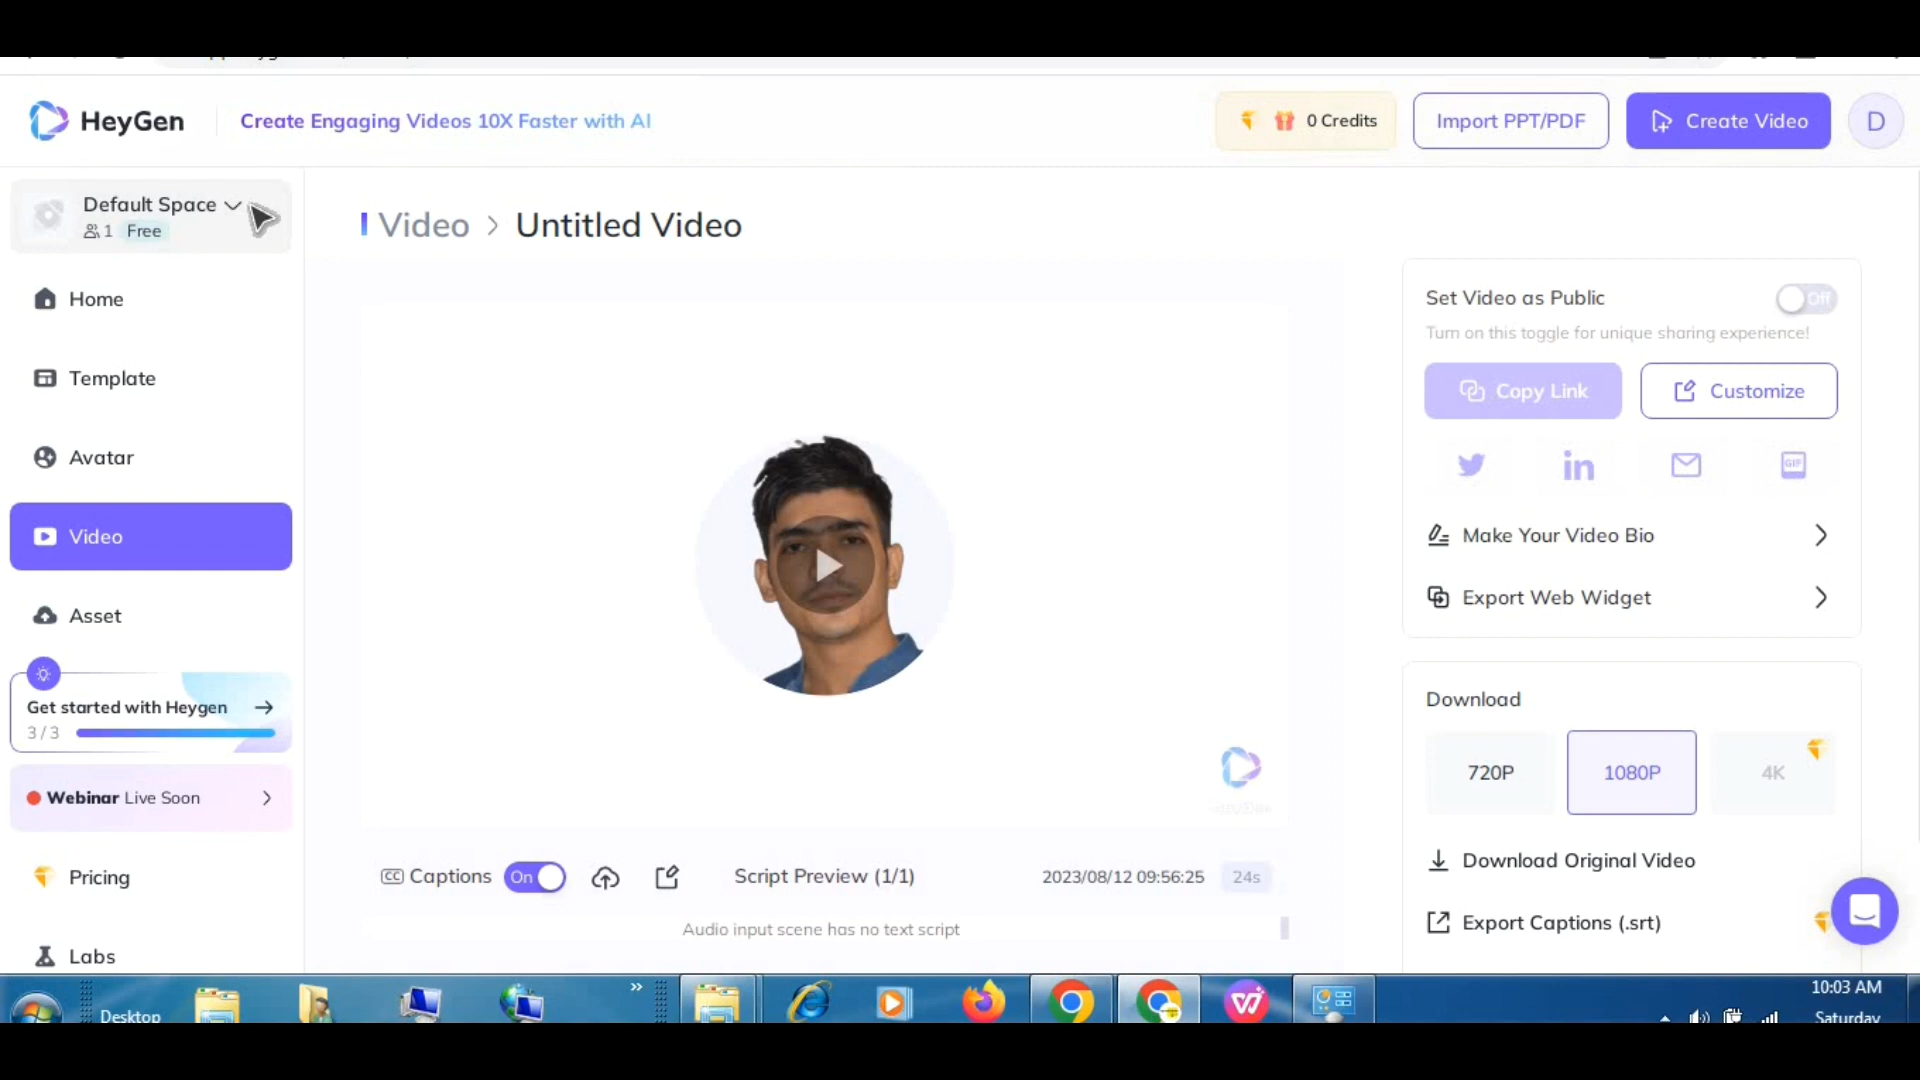 HeyGen
Create Engaging Videos 10X Faster with AI
0 Credits
Import PPT/PDF
Create Video
D
Default Space
1 Free
Video > Untitled Video
Home
Template
Avatar
Video
Asset
Get started with Heygen
3 / 3
Webinar Live Soon
Pricing
Labs
Set Video as Public
Off
Turn on this toggle for unique sharing experience!
Copy Link
Customize
in
GIF
Make Your Video Bio
Export Web Widget
Download
720P
1080P
4K
Download Original Video
Export Captions (.srt)
CC Captions On
Script Preview (1/1)
2023/08/12 09:56:25
24s
Audio input scene has no text script
Desktop
10:03 AM
Saturday